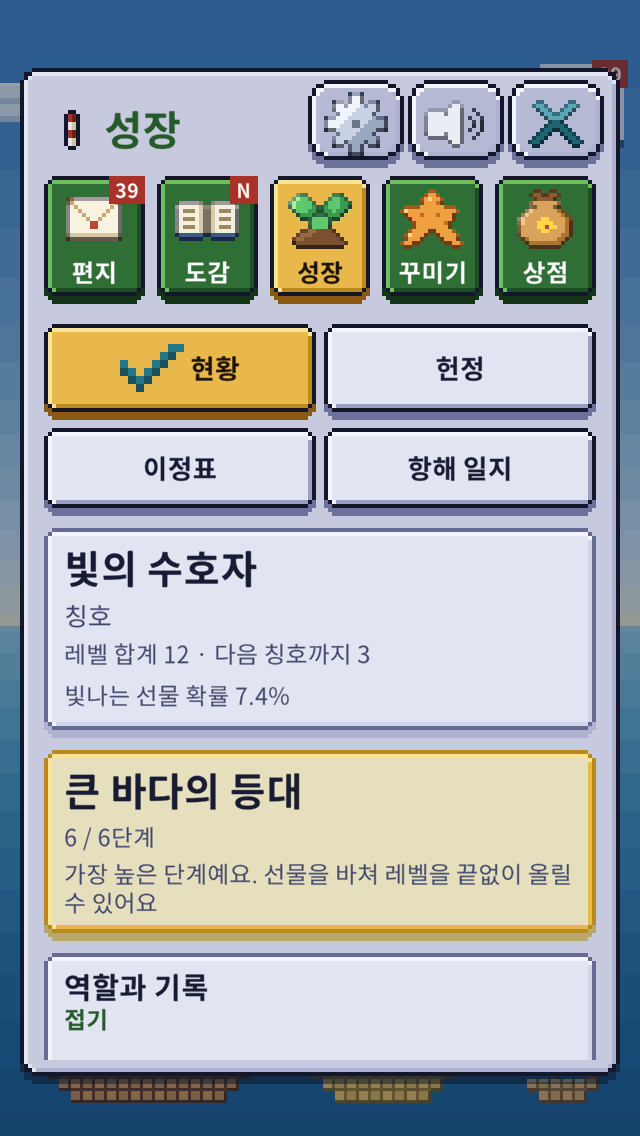 성장
39
N
편지
도감
성장
꾸미기
상점
현황
헌정
이정표
항해 일지
빛의 수호자
칭호
레벨 합계 12 · 다음 칭호까지 3
빛나는 선물 확률 7.4%
큰 바다의 등대
6 / 6단계
가장 높은 단계예요. 선물을 바쳐 레벨을 끝없이 올릴
수 있어요
역할과 기록
접기